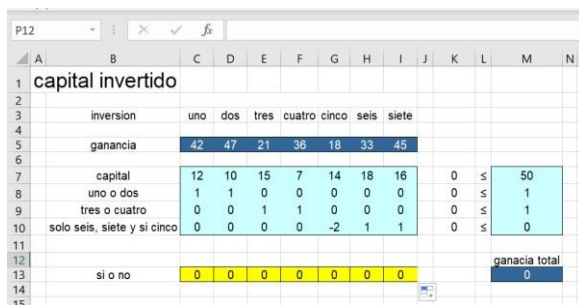 P12 fx
A B C D E F G H I J K L M N
1 capital invertido
2
3 inversion uno dos tres cuatro cinco seis siete
4
5 ganancia 42 47 21 36 18 33 45
6
7 capital 12 10 15 7 14 18 16 0 ≤ 50
8 uno o dos 1 1 0 0 0 0 0 0 ≤ 1
9 tres o cuatro 0 0 1 1 0 0 0 0 ≤ 1
10 solo seis, siete y si cinco 0 0 0 0 -2 1 1 0 ≤ 0
11
12 ganacia total
13 si o no 0 0 0 0 0 0 0 0
14
15